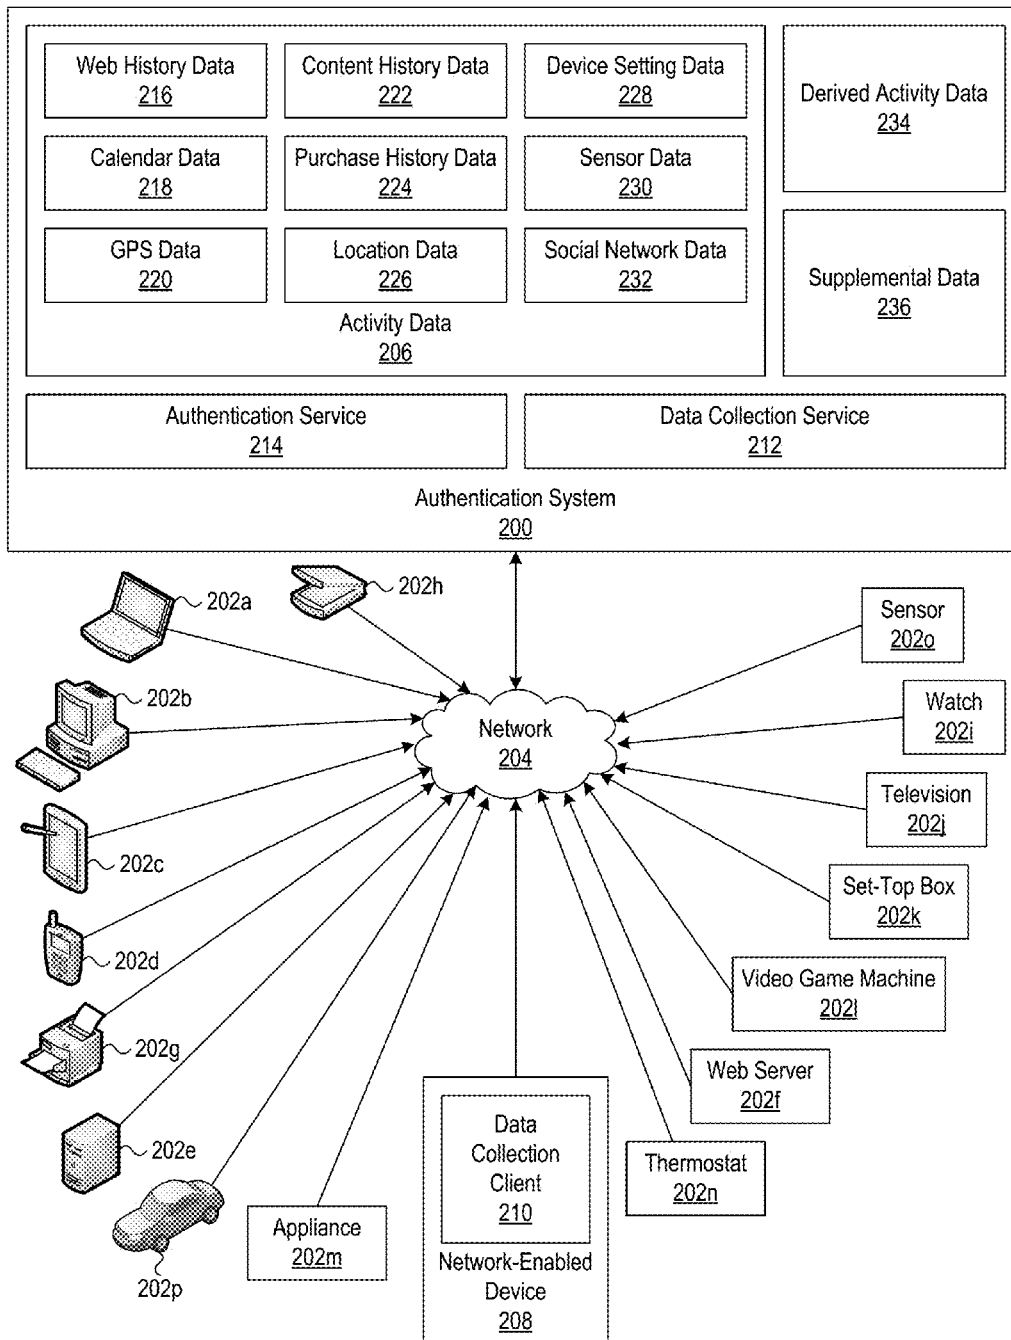 Web History Data
216
Content History Data
222
Device Setting Data
228
Derived Activity Data
234
Calendar Data
218
Purchase History Data
224
Sensor Data
230
GPS Data
220
Location Data
226
Social Network Data
232
Supplemental Data
236
Activity Data
206
Authentication Service
214
Data Collection Service
212
Authentication System
200
202a
202h
Sensor
202o
202b
Network
204
Watch
202i
Television
202j
202c
Set-Top Box
202k
202d
Video Game Machine
202l
202g
Web Server
202f
202e
Data
Collection
Client
210
Thermostat
202n
Appliance
202m
202p
Network-Enabled
Device
208